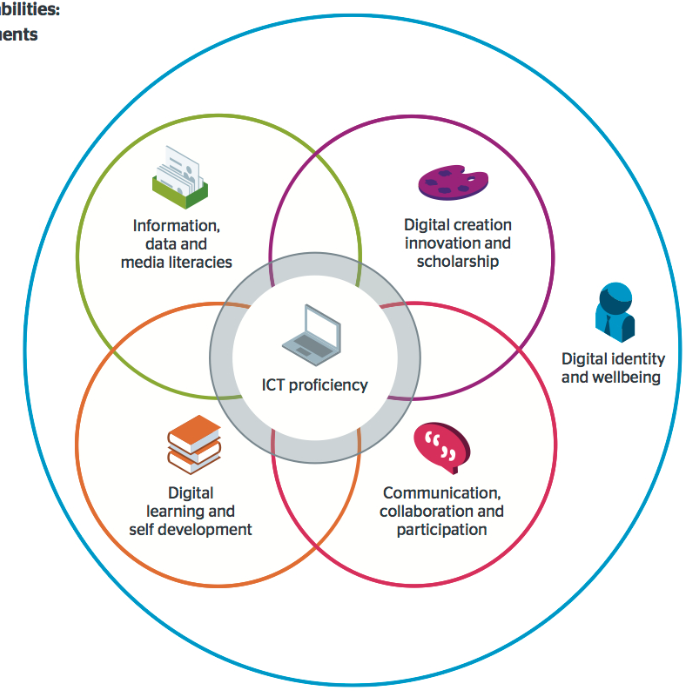 abilities:
ments
Information,
data and
media literacies
Digital creation
innovation and
scholarship
ICT proficiency
Digital identity
and wellbeing
Digital
learning and
self development
Communication,
collaboration and
participation